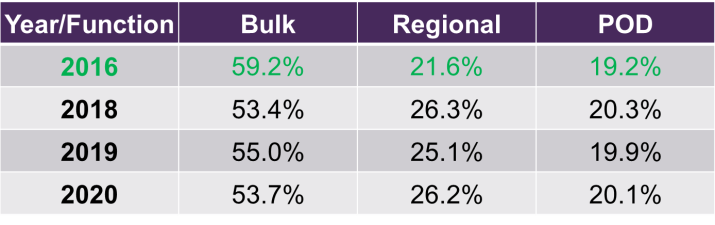 Year/Function Bulk Regional POD
2016 59.2% 21.6% 19.2%
2018 53.4% 26.3% 20.3%
2019 55.0% 25.1% 19.9%
2020 53.7% 26.2% 20.1%